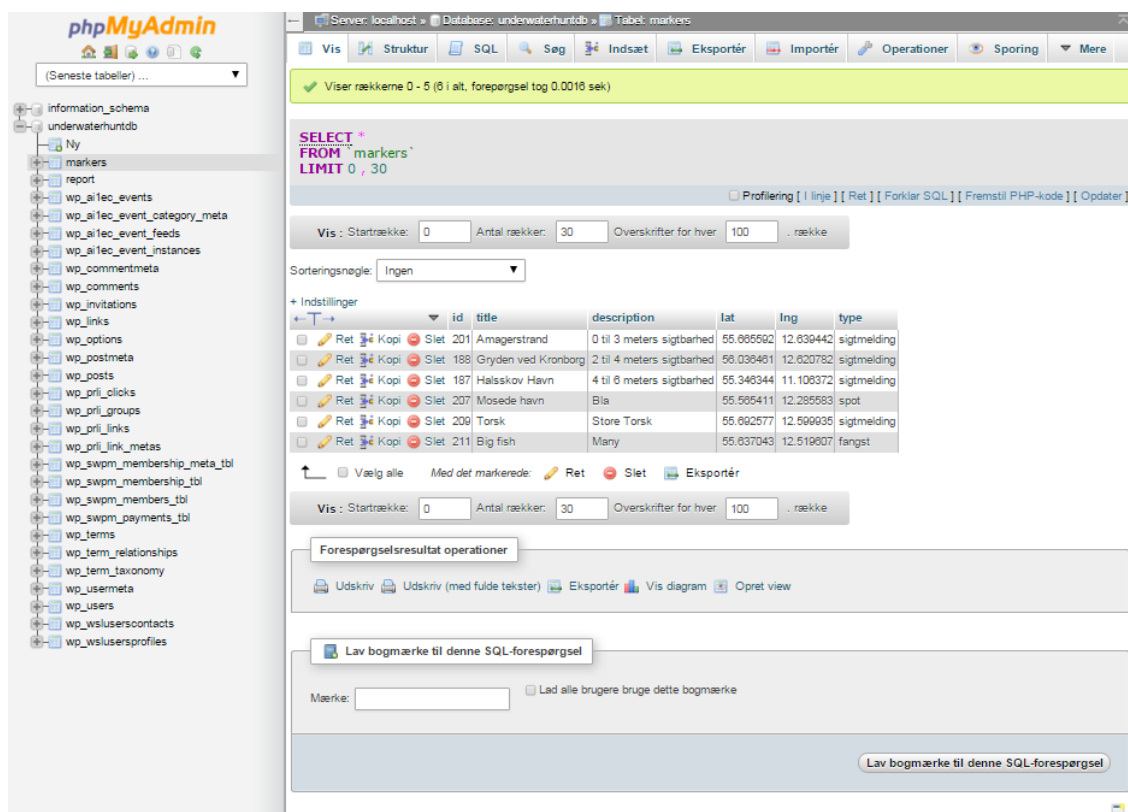 phpMyAdmin
(Seneste tabeller) ...
information_schema
underwaterhuntdb
Ny
markers
report
wp_ai1ec_events
wp_ai1ec_event_category_meta
wp_ai1ec_event_feeds
wp_ai1ec_event_instances
wp_commentmeta
wp_comments
wp_invitations
wp_links
wp_options
wp_postmeta
wp_posts
wp_prli_clicks
wp_prli_groups
wp_prli_links
wp_prli_link_metas
wp_swpm_membership_meta_tbl
wp_swpm_membership_tbl
wp_swpm_members_tbl
wp_swpm_payments_tbl
wp_terms
wp_term_relationships
wp_term_taxonomy
wp_usermeta
wp_users
wp_wsluserscontacts
wp_wslusersprofiles
Server: localhost » Database: underwaterhuntdb » Tabel: markers
Vis Struktur SQL Søg Indsæt Eksportér Importér Operationer Sporing Mere
Viser rækkerne 0 - 5 (6 i alt, forepørgsel tog 0.0016 sek)
SELECT *
FROM `markers`
LIMIT 0 , 30
Profilering [ I linje ] [ Ret ] [ Forklar SQL ] [ Fremstil PHP-kode ] [ Opdater ]
Vis : Startrække: 0 Antal rækker: 30 Overskrifter for hver 100 . række
Sorteringsnøgle: Ingen
+ Indstillinger
←T→ id title description lat lng type
Ret Kopi Slet 201 Amagerstrand 0 til 3 meters sigtbarhed 55.665592 12.639442 sigtmelding
Ret Kopi Slet 188 Gryden ved Kronborg 2 til 4 meters sigtbarhed 56.036461 12.620782 sigtmelding
Ret Kopi Slet 187 Halsskov Havn 4 til 6 meters sigtbarhed 55.346344 11.106372 sigtmelding
Ret Kopi Slet 207 Mosede havn Bla 55.565411 12.285583 spot
Ret Kopi Slet 209 Torsk Store Torsk 55.692577 12.599935 sigtmelding
Ret Kopi Slet 211 Big fish Many 55.637043 12.519607 fangst
Vælg alle Med det markerede: Ret Slet Eksportér
Vis : Startrække: 0 Antal rækker: 30 Overskrifter for hver 100 . række
Forespørgselsresultat operationer
Udskriv Udskriv (med fulde tekster) Eksportér Vis diagram Opret view
Lav bogmærke til denne SQL-forespørgsel
Mærke: Lad alle brugere bruge dette bogmærke
Lav bogmærke til denne SQL-forespørgsel